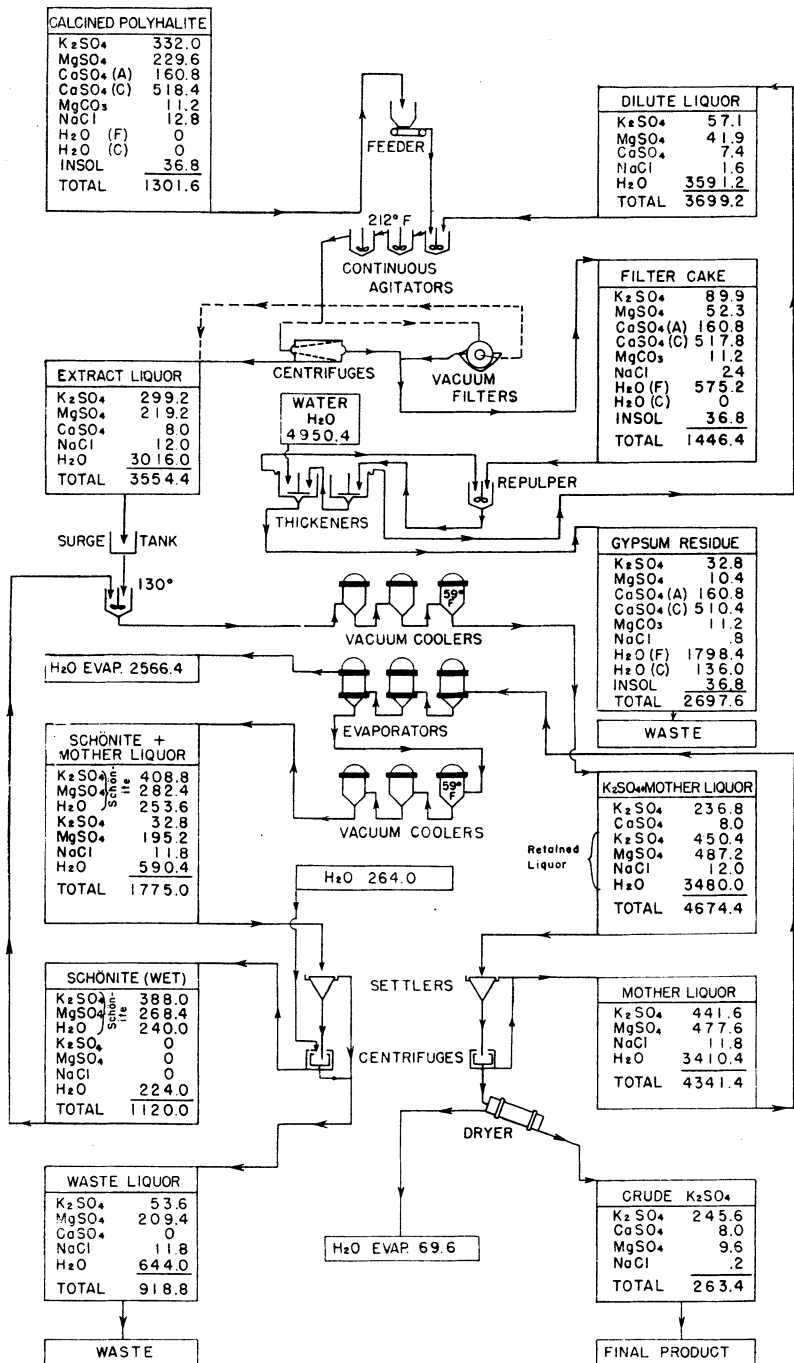 CALCINED POLYHALITE
K₂SO₄ 332.0
MgSO₄ 229.6
CaSO₄ (A) 160.8
CaSO₄ (C) 518.4
MgCO₃ 11.2
NaCl 12.8
H₂O (F) 0
H₂O (C) 0
INSOL 36.8
TOTAL 1301.6
FEEDER
DILUTE LIQUOR
K₂SO₄ 57.1
MgSO₄ 41.9
CaSO₄ 7.4
NaCl 1.6
H₂O 3591.2
TOTAL 3699.2
212° F
CONTINUOUS
AGITATORS
FILTER CAKE
K₂SO₄ 89.9
MgSO₄ 52.3
CaSO₄(A) 160.8
CaSO₄(C) 517.8
MgCO₃ 11.2
NaCl 2.4
H₂O(F) 575.2
H₂O(C) 0
INSOL 36.8
TOTAL 1446.4
CENTRIFUGES
VACUUM
FILTERS
EXTRACT LIQUOR
K₂SO₄ 299.2
MgSO₄ 219.2
CaSO₄ 8.0
NaCl 12.0
H₂O 3016.0
TOTAL 3554.4
WATER
H₂O
4950.4
REPULPER
THICKENERS
SURGE TANK
130°
GYPSUM RESIDUE
K₂SO₄ 32.8
MgSO₄ 10.4
CaSO₄(A) 160.8
CaSO₄(C) 510.4
MgCO₃ 11.2
NaCl .8
H₂O(F) 1798.4
H₂O(C) 136.0
INSOL 36.8
TOTAL 2697.6
WASTE
59°
F
VACUUM COOLERS
H₂O EVAP. 2566.4
EVAPORATORS
SCHÖNITE +
MOTHER LIQUOR
K₂SO₄ 408.8
MgSO₄ 282.4
H₂O 253.6
Schönite
K₂SO₄ 32.8
MgSO₄ 195.2
NaCl 11.8
H₂O 590.4
TOTAL 1775.0
59°
F
VACUUM COOLERS
K₂SO₄+MOTHER LIQUOR
K₂SO₄ 236.8
CaSO₄ 8.0
K₂SO₄ 450.4
MgSO₄ 487.2
NaCl 12.0
H₂O 3480.0
TOTAL 4674.4
Retained
Liquor
H₂O 264.0
SCHÖNITE (WET)
K₂SO₄ 388.0
MgSO₄ 268.4
H₂O 240.0
Schönite
K₂SO₄ 0
MgSO₄ 0
NaCl 0
H₂O 224.0
TOTAL 1120.0
SETTLERS
CENTRIFUGES
MOTHER LIQUOR
K₂SO₄ 441.6
MgSO₄ 477.6
NaCl 11.8
H₂O 3410.4
TOTAL 4341.4
DRYER
WASTE LIQUOR
K₂SO₄ 53.6
MgSO₄ 209.4
CaSO₄ 0
NaCl 11.8
H₂O 644.0
TOTAL 918.8
WASTE
H₂O EVAP. 69.6
CRUDE K₂SO₄
K₂SO₄ 245.6
CaSO₄ 8.0
MgSO₄ 9.6
NaCl .2
TOTAL 263.4
FINAL PRODUCT